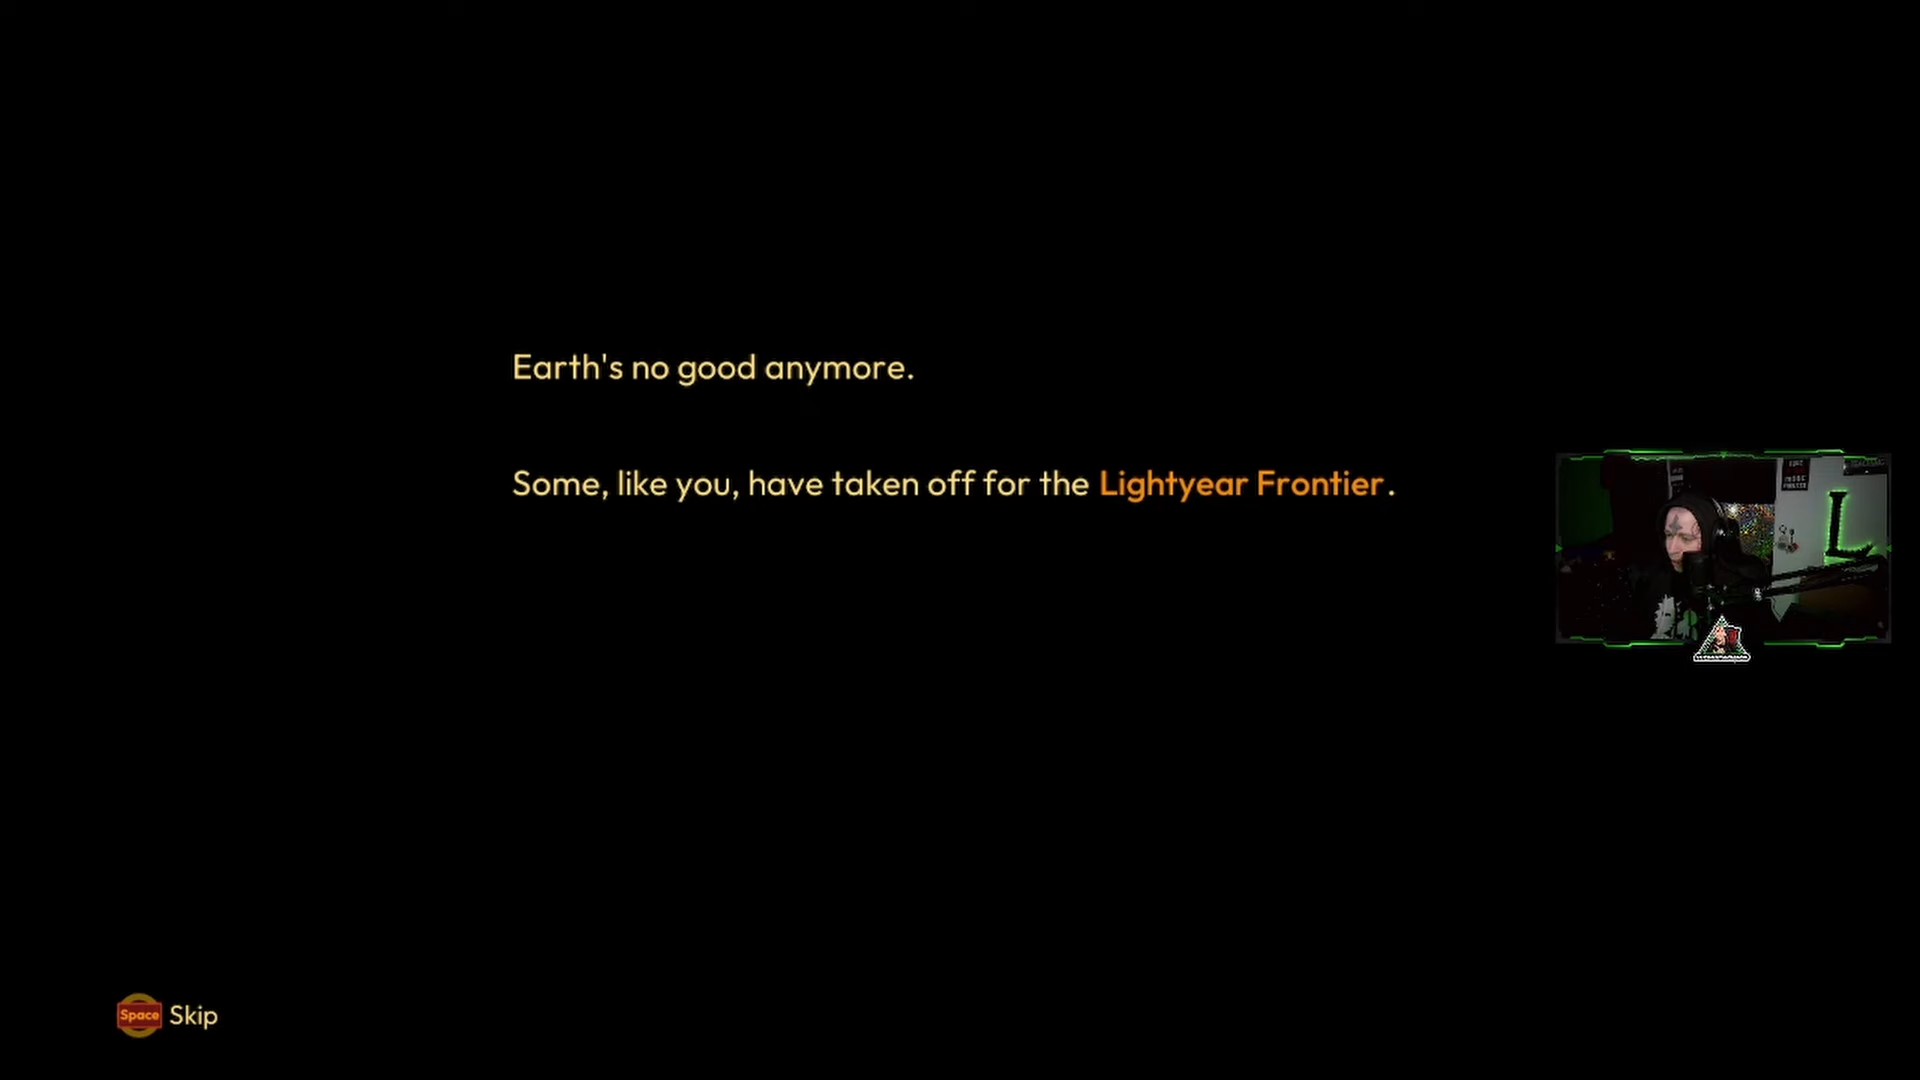 Earth's no good anymore.
Some, like you, have taken off for the Lightyear Frontier.
L
Space Skip